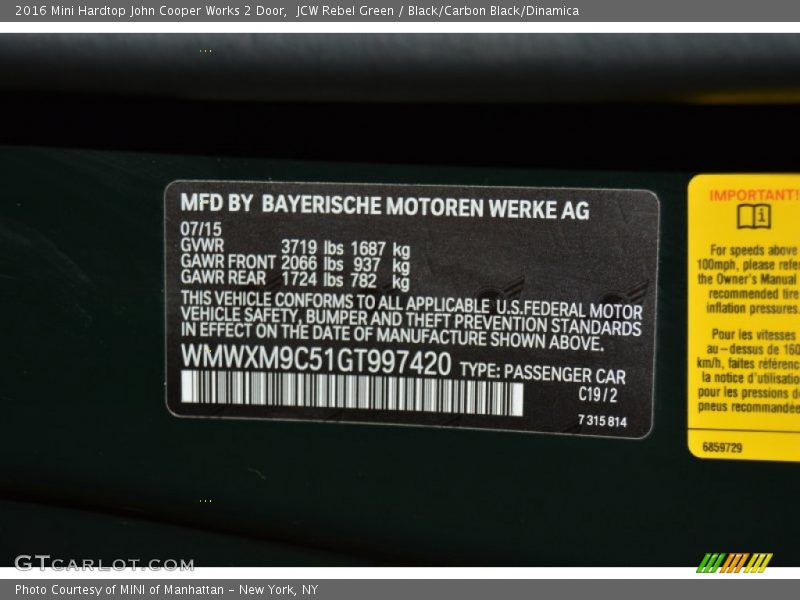 2016 Mini Hardtop John Cooper Works 2 Door, JCW Rebel Green / Black/Carbon Black/Dinamica
MFD BY BAYERISCHE MOTOREN WERKE AG
07/15
GVWR 3719 lbs 1687 kg
GAWR FRONT 2066 lbs 937 kg
GAWR REAR 1724 lbs 782 kg
THIS VEHICLE CONFORMS TO ALL APPLICABLE U.S.FEDERAL MOTOR
VEHICLE SAFETY, BUMPER AND THEFT PREVENTION STANDARDS
IN EFFECT ON THE DATE OF MANUFACTURE SHOWN ABOVE.
WMWXM9C51GT997420 TYPE: PASSENGER CAR
C19/2
7 315 814
IMPORTANT!
For speeds above
100mph, please refer
the Owner's Manual
recommended tire
inflation pressures.
Pour les vitesses
au-dessus de 160
km/h, faites référenc
la notice d'utilisatio
pour les pressions de
pneus recommandée
6859729
GTCARLOT.COM
Photo Courtesy of MINI of Manhattan - New York, NY